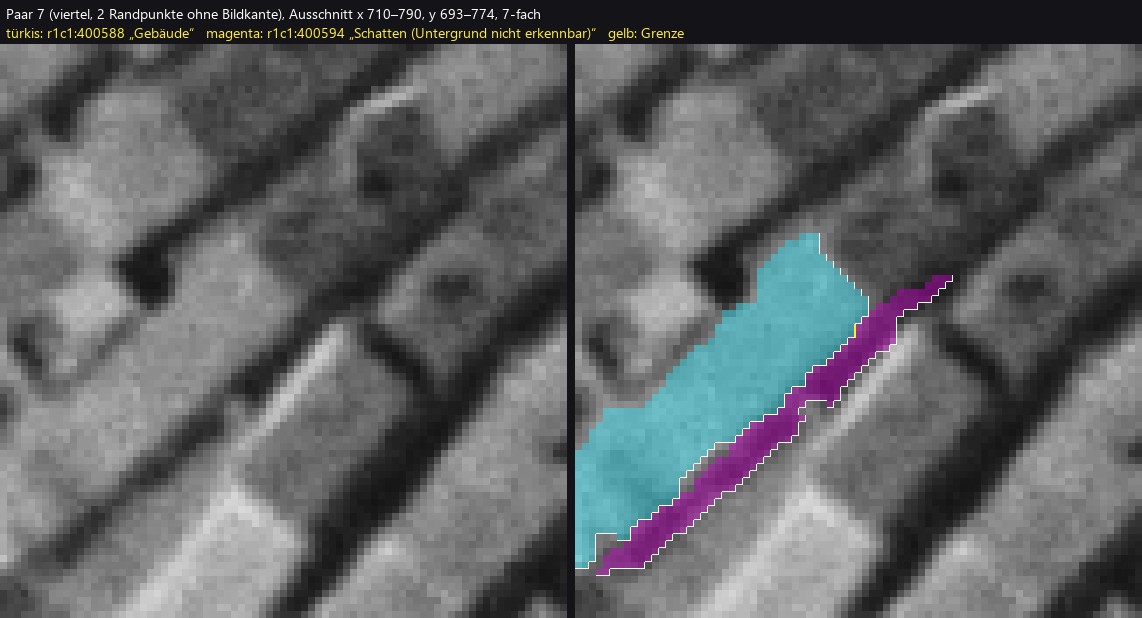 Paar 7 (viertel, 2 Randpunkte ohne Bildkante), Ausschnitt x 710–790, y 693–774, 7-fach
türkis: r1c1:400588 „Gebäude“ magenta: r1c1:400594 „Schatten (Untergrund nicht erkennbar)“ gelb: Grenze